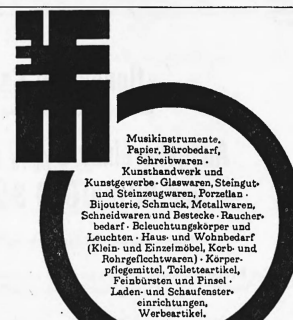 Musikinstrumente.
Papier, Bürobedarf,
Schreibwaren ·
Kunsthandwerk und
Kunstgewerbe · Glaswaren, Steingut-
und Steinzeugwaren, Porzellan ·
Bijouterie, Schmuck, Metallwaren,
Schneidwaren und Bestecke · Raucher-
bedarf · Beleuchtungskörper und
Leuchten · Haus- und Wohnbedarf
(Klein- und Einzelmöbel, Korb- und
Rohrgeflechtwaren) · Körper-
pflegemittel, Toiletteartikel,
Feinbürsten und Pinsel ·
Laden- und Schaufenster-
einrichtungen,
Werbeartikel.